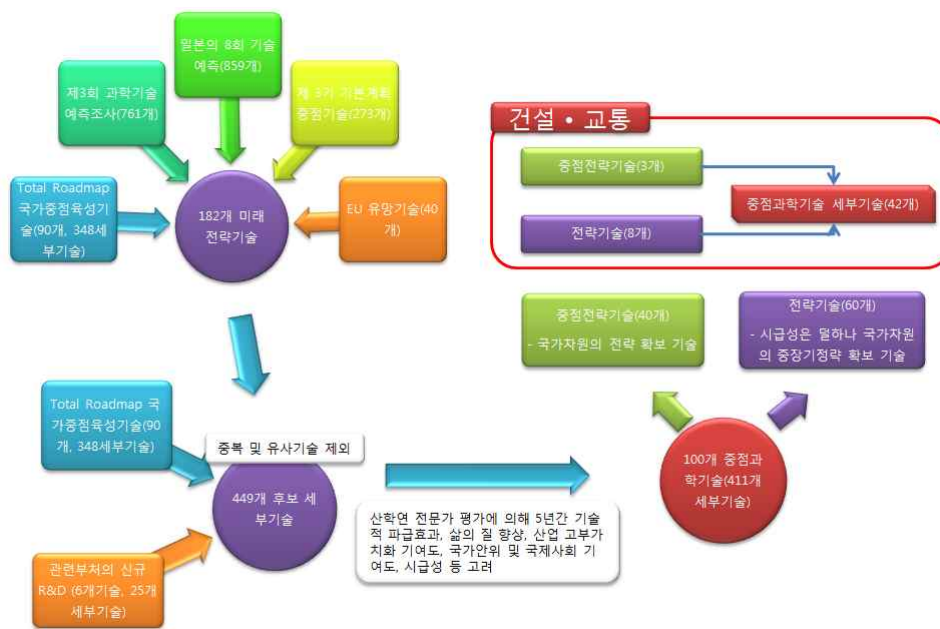 일본의 8회 기술
예측(859개)
제3회 과학기술
예측조사(761개)
제 3기 기본계획
중점기술(273개)
Total Roadmap
국가중점육성기
술(90개, 348세
부기술)
182개 미래
전략기술
EU 유망기술(40
개)
건설・교통
중점전략기술(3개)
전략기술(8개)
중점과학기술 세부기술(42개)
중점전략기술(40개)
- 국가차원의 전략 확보 기술
전략기술(60개)
- 시급성은 덜하나 국가차원
의 중장기정략 확보 기술
Total Roadmap 국
가중점육성기술(90
개, 348세부기술)
중복 및 유사기술 제외
449개 후보 세
부기술
관련부처의 신규
R&D (6개기술, 25개
세부기술)
산학연 전문가 평가에 의해 5년간 기술
적 파급효과, 삶의 질 향상, 산업 고부가
치화 기여도, 국가안위 및 국제사회 기
여도, 시급성 등 고려
100개 중점과
학기술(411개
세부기술)